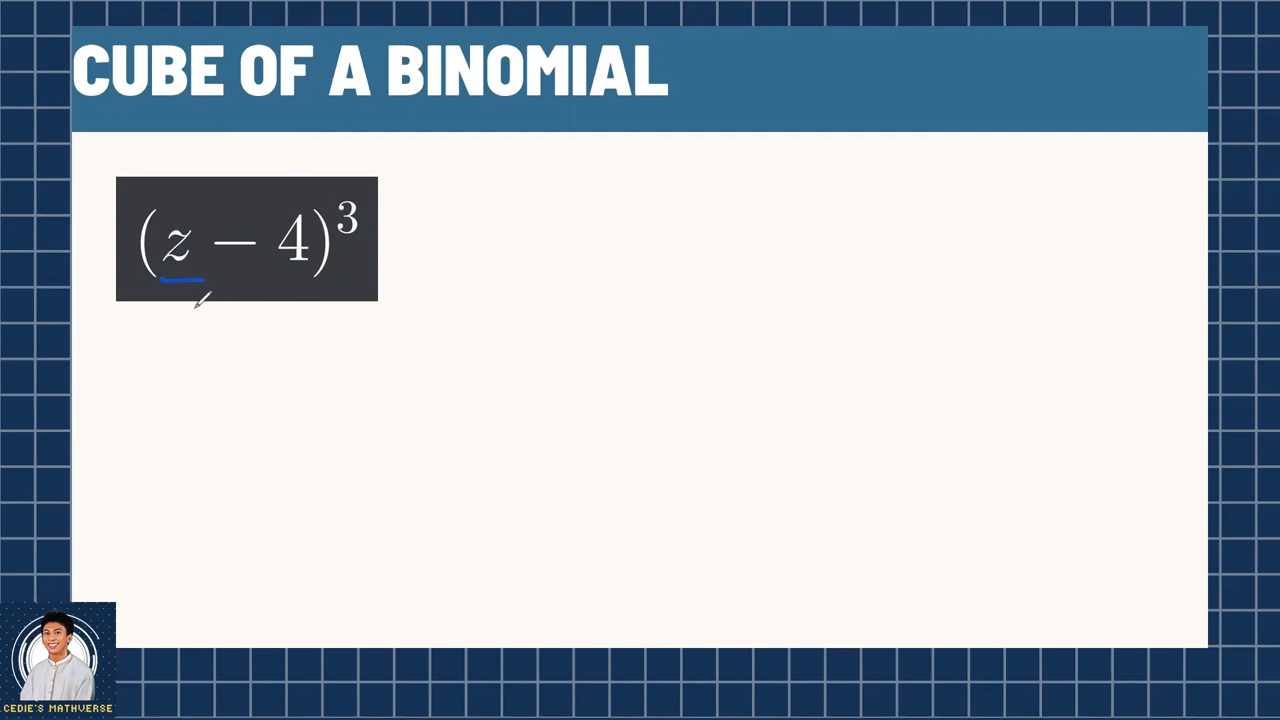 CUBE OF A BINOMIAL
(z − 4)³
CEDIE'S MATHVERSE